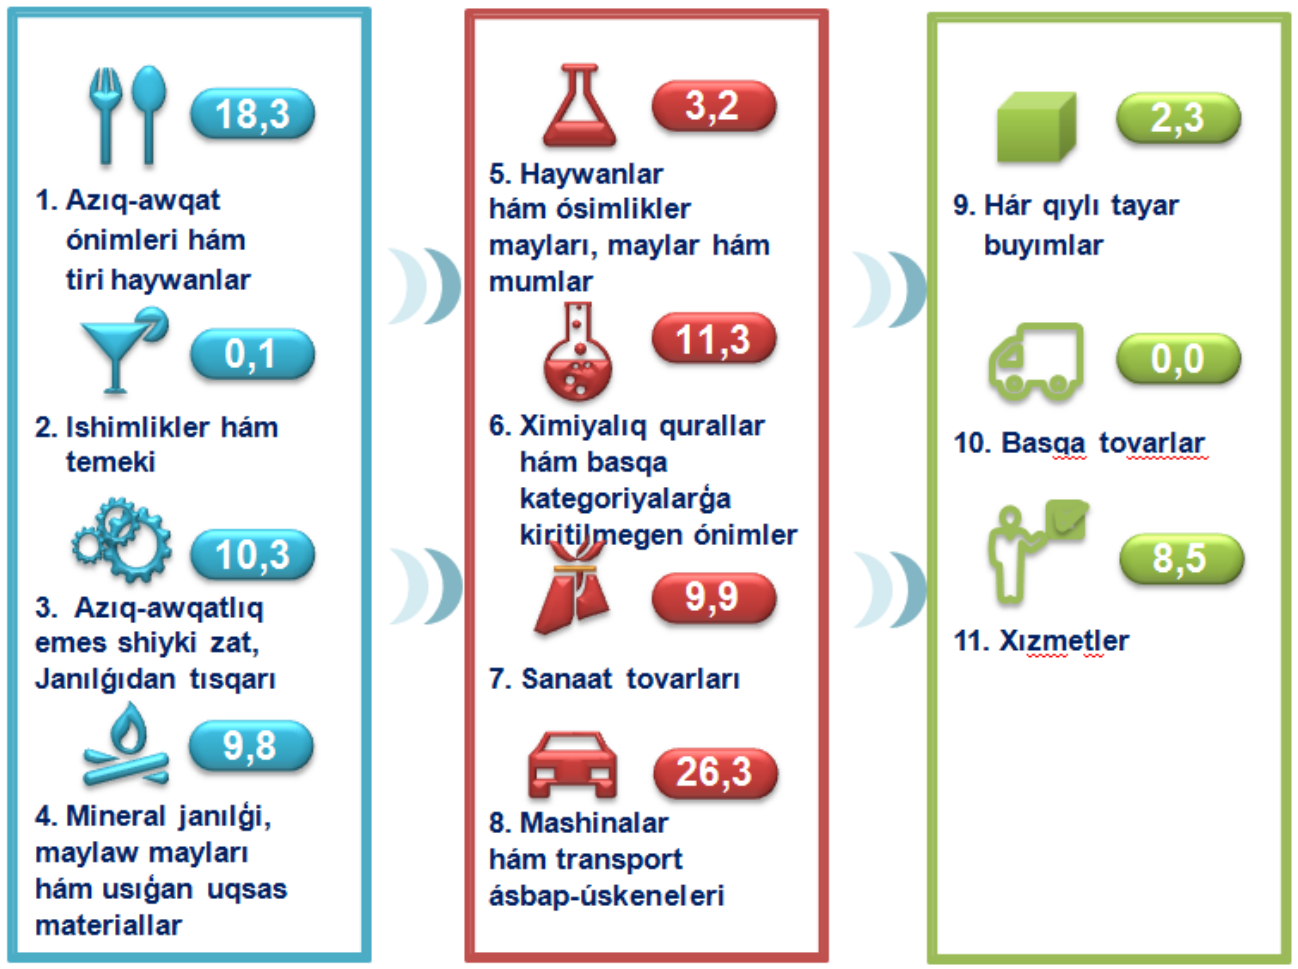 18,3
1. Azıq-awqat
ónimleri hám
tiri haywanlar
0,1
2. Ishimlikler hám
temeki
10,3
3. Azıq-awqatlıq
emes shiyki zat,
Janılǵıdan tısqarı
9,8
4. Mineral janılǵi,
maylaw mayları
hám usıǵan uqsas
materiallar
3,2
5. Haywanlar
hám ósimlikler
mayları, maylar hám
mumlar
11,3
6. Ximiyalıq qurallar
hám basqa
kategoriyalarǵa
kiritilmegen ónimler
9,9
7. Sanaat tovarları
26,3
8. Mashinalar
hám transport
ásbap-úskeneleri
2,3
9. Hár qıylı tayar
buyımlar
0,0
10. Basqa tovarlar
8,5
11. Xızmetler